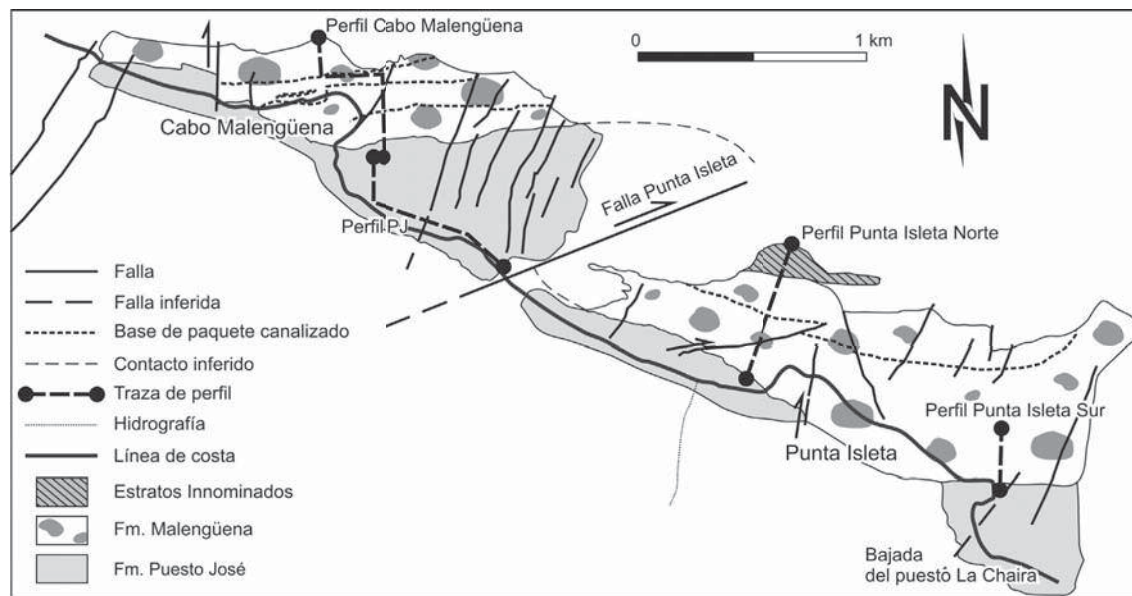 Perfil Cabo Malengüena
0
1 km
N
Cabo Malengüena
Falla Punta Isleta
Perfil PJ
Perfil Punta Isleta Norte
Falla
Falla inferida
Base de paquete canalizado
Contacto inferido
Traza de perfil
Hidrografía
Línea de costa
Estratos Innominados
Fm. Malengüena
Fm. Puesto José
Perfil Punta Isleta Sur
Punta Isleta
Bajada
del puesto La Chaira